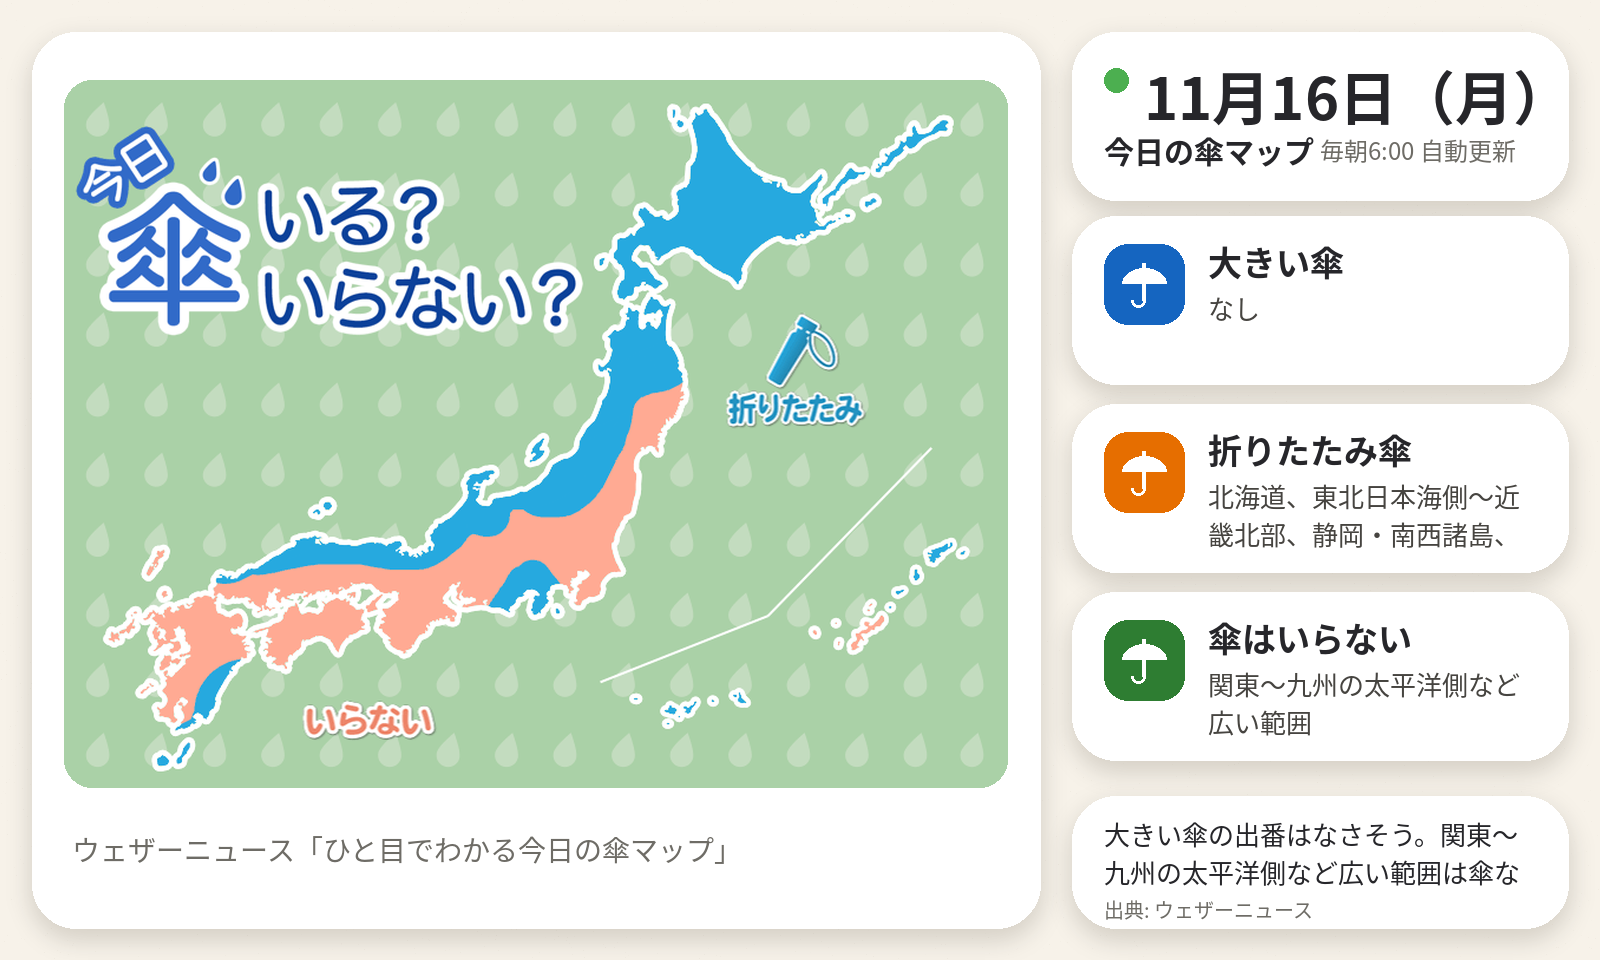 今日
傘
いる?
いらない?
折りたたみ
いらない
ウェザーニュース「ひと目でわかる今日の傘マップ」
11月16日（月）
今日の傘マップ 毎朝6:00 自動更新
大きい傘
なし
折りたたみ傘
北海道、東北日本海側〜近
畿北部、静岡・南西諸島、
傘はいらない
関東〜九州の太平洋側など
広い範囲
大きい傘の出番はなさそう。関東〜
九州の太平洋側など広い範囲は傘な
出典: ウェザーニュース